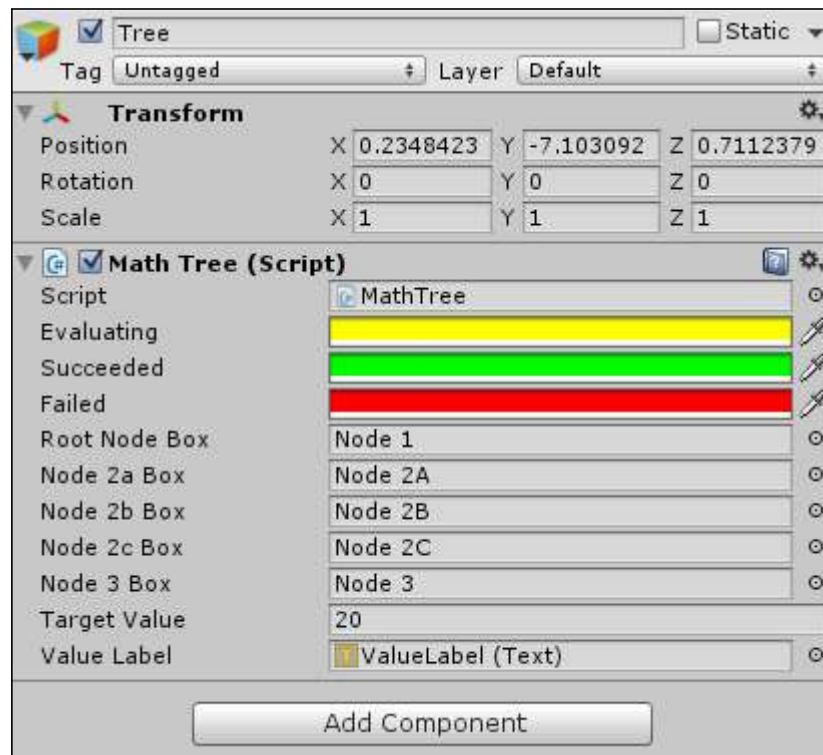 Tree Static
Tag Untagged Layer Default
Transform
Position X 0.2348423 Y -7.103092 Z 0.7112379
Rotation X 0 Y 0 Z 0
Scale X 1 Y 1 Z 1
Math Tree (Script)
Script MathTree
Evaluating
Succeeded
Failed
Root Node Box Node 1
Node 2a Box Node 2A
Node 2b Box Node 2B
Node 2c Box Node 2C
Node 3 Box Node 3
Target Value 20
Value Label ValueLabel (Text)
Add Component